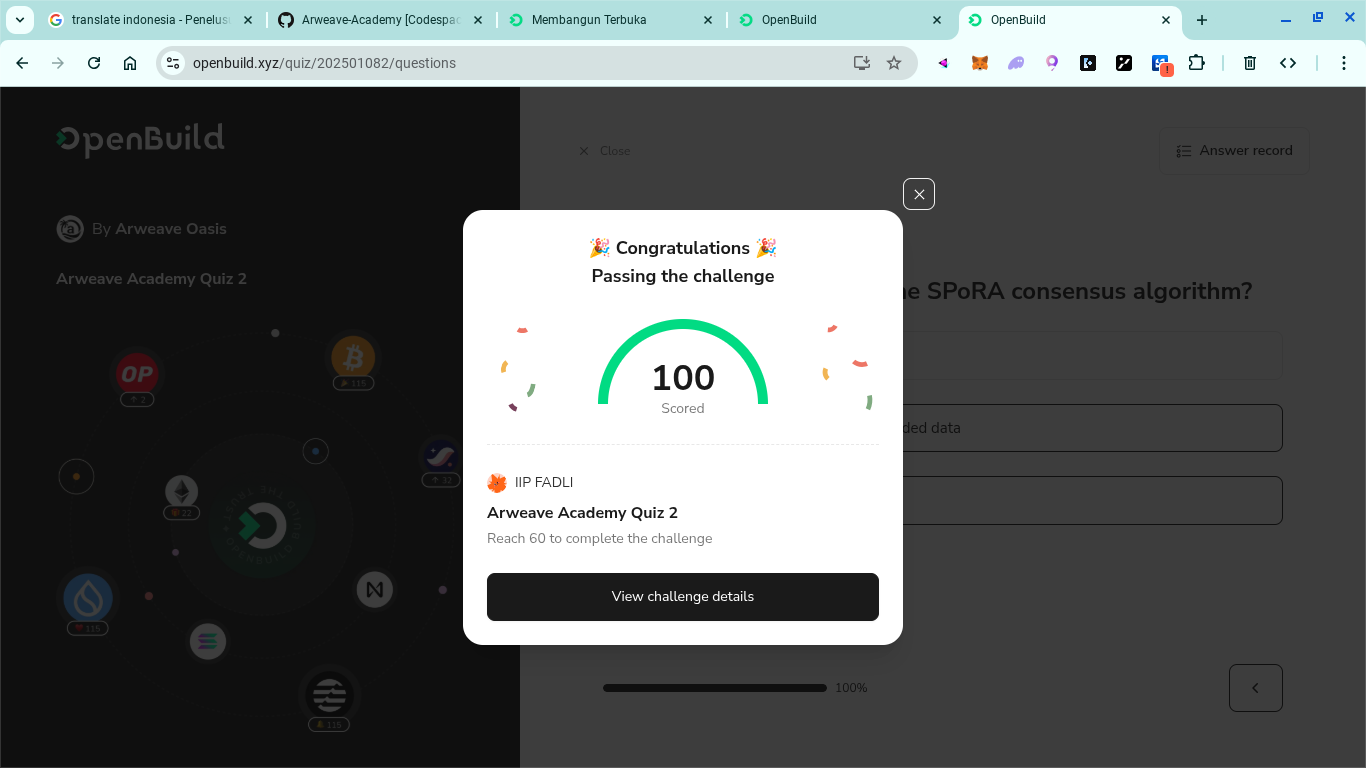 translate indonesia - Penelus
Arweave-Academy [Codespac
Membangun Terbuka
OpenBuild
OpenBuild
openbuild.xyz/quiz/202501082/questions
OpenBuild
Close
Answer record
By Arweave Oasis
Arweave Academy Quiz 2
🎉 Congratulations 🎉
Passing the challenge
SPoRA consensus algorithm?
100
Scored
data
OP
2
115
32
22
IIP FADLI
Arweave Academy Quiz 2
Reach 60 to complete the challenge
View challenge details
115
115
100%